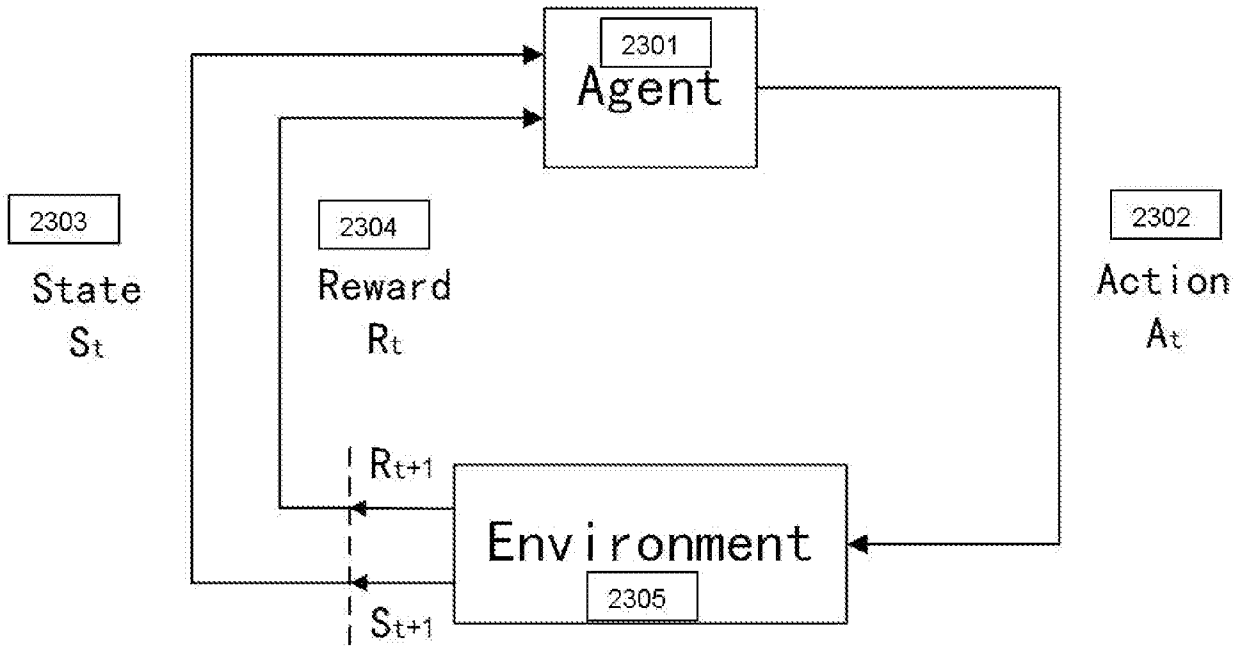 2301
Agent
2303
State
St
2304
Reward
Rt
2302
Action
At
Rt+1
Environment
2305
St+1